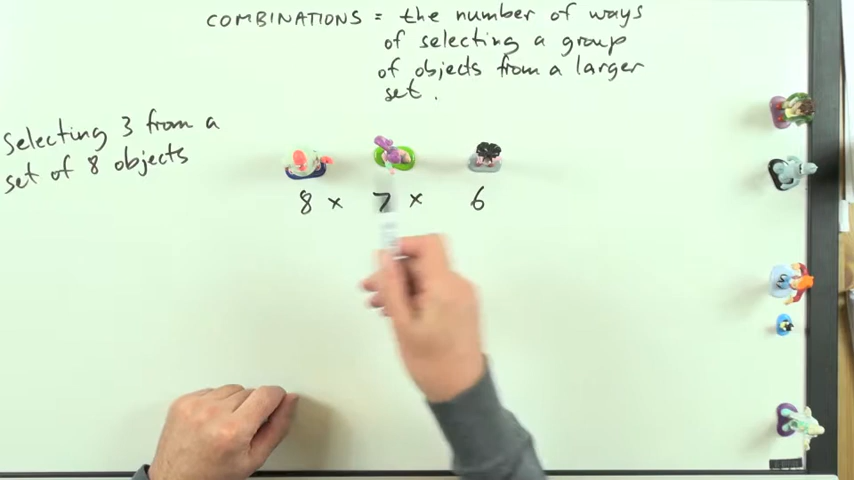 COMBINATIONS = the number of ways
of selecting a group
of objects from a larger
set.
Selecting 3 from a
set of 8 objects
8 x 7 x 6